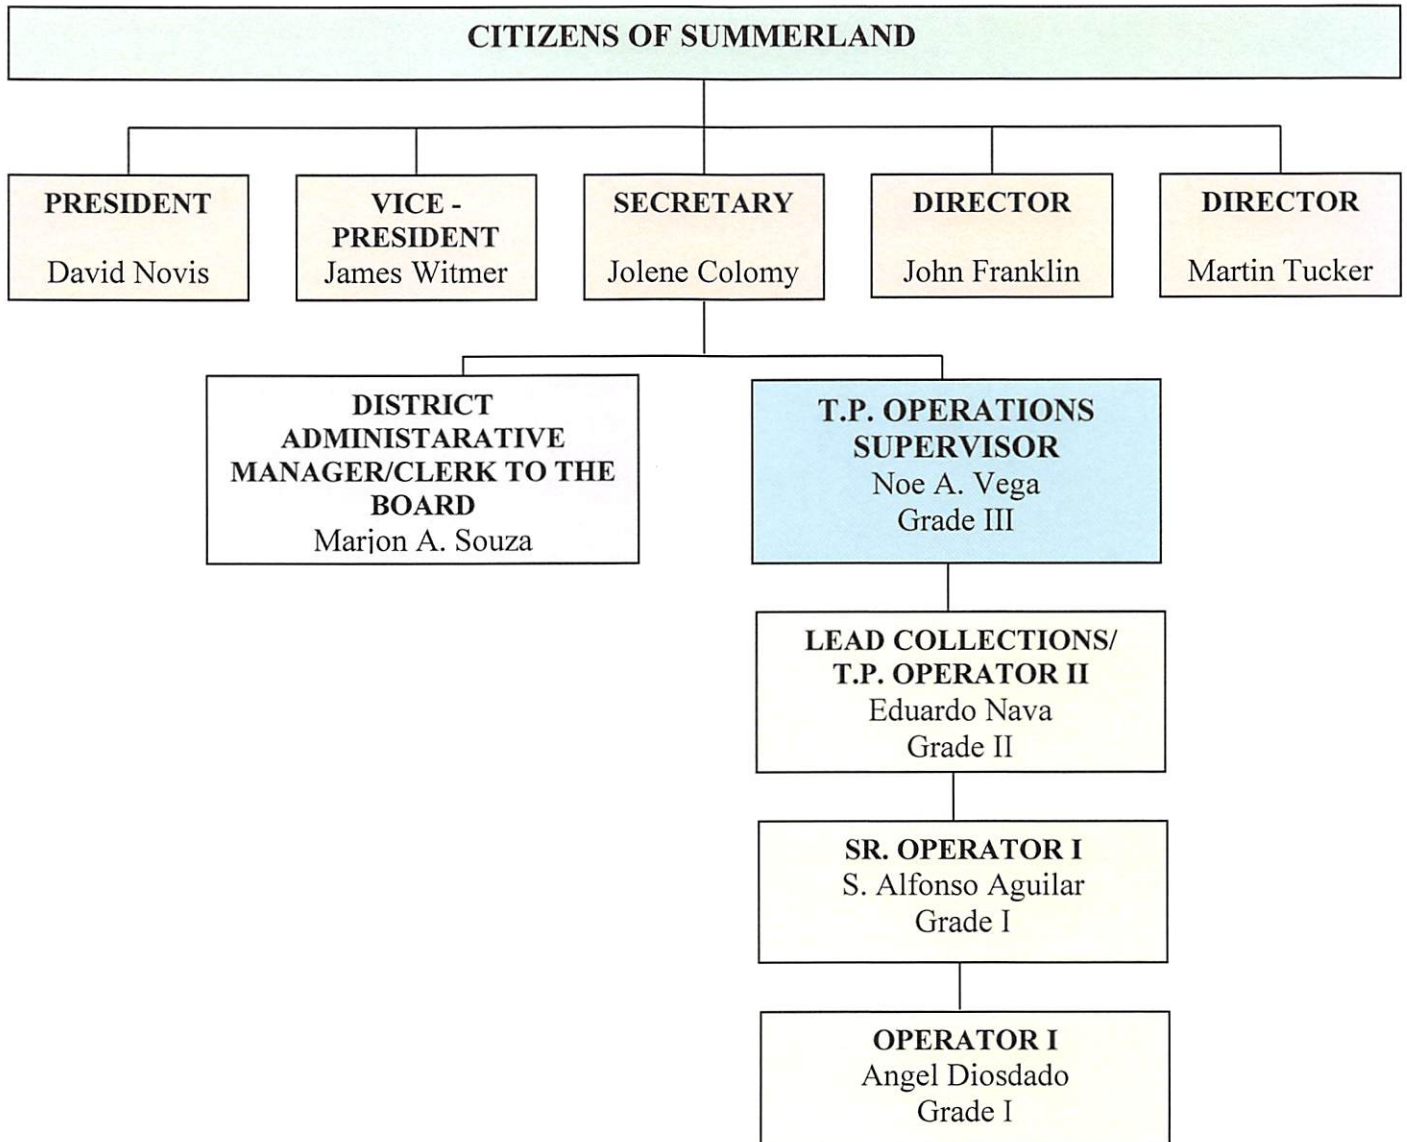 CITIZENS OF SUMMERLAND
PRESIDENT
David Novis
VICE -
PRESIDENT
James Witmer
SECRETARY
Jolene Colomy
DIRECTOR
John Franklin
DIRECTOR
Martin Tucker
DISTRICT
ADMINISTARATIVE
MANAGER/CLERK TO THE
BOARD
Marjon A. Souza
T.P. OPERATIONS
SUPERVISOR
Noe A. Vega
Grade III
LEAD COLLECTIONS/
T.P. OPERATOR II
Eduardo Nava
Grade II
SR. OPERATOR I
S. Alfonso Aguilar
Grade I
OPERATOR I
Angel Diosdado
Grade I